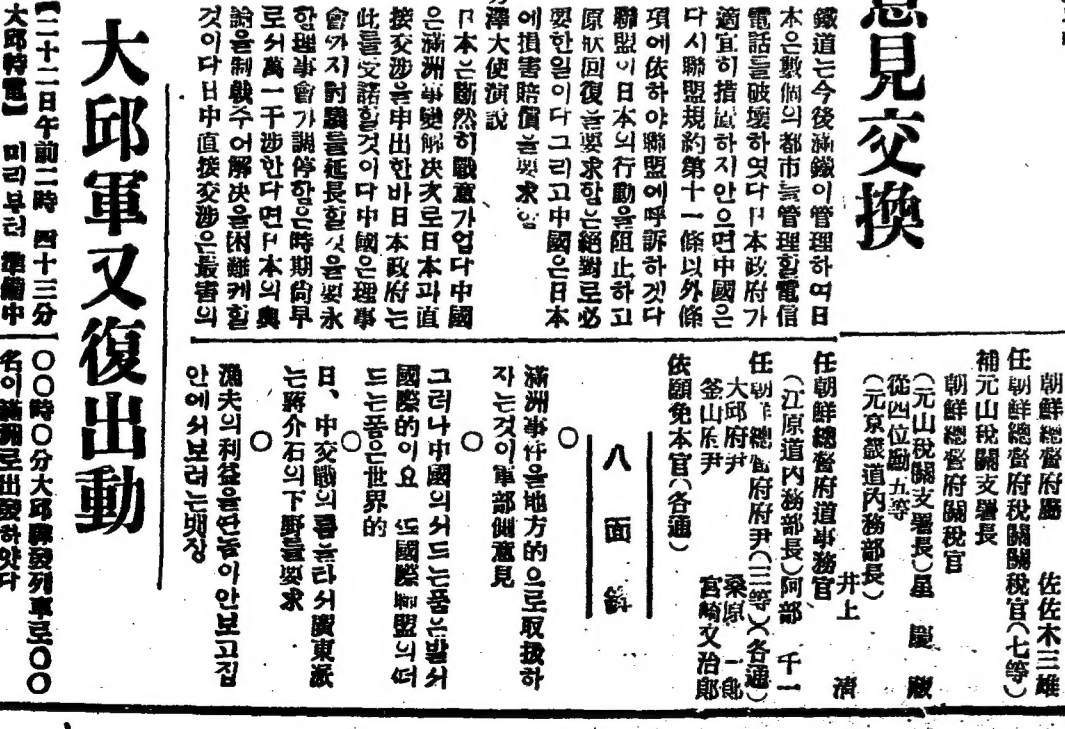 意見交換
鐵道는今後滿鐵이管理하여日
本은數個의都市를管理할電信
電話를破壞하엿다日本政府가
適宜히措置하지안으면中國은
다시聯盟規約第十一條以外條
項에依하야聯盟에呼訴하겟다
聯盟이日本의行動을阻止하고
原狀回復을要求함은絕對로必
要한일이다그리고中國은日本
에損害賠償을要求함
澤大使演說
日本은斷然히戰意가업다中國
은滿洲事變解決次로日本과直
接交涉을申出한바日本政府는
此를受諾할것이다中國은理事
會까지討議를延長할것을要求
할理事會가調停함은時期尙早
로서萬一干涉한다면日本의輿
論을刺戟주어解決을困難케할
것이다日中直接交涉은最善의
大邱軍又復出動
【二十二日午前二時 四十三分
大邱特電】 미리부터 準備中
〇〇時〇分大邱驛發列車로〇〇
名이滿洲로出發하얏다
朝鮮總督府屬 佐佐木三雄
任朝鮮總督府稅關關稅官(七等)
補元山稅關支署長
朝鮮總督府關稅官
(元山稅關支署長)星 慶
從四位勳五等
(元京畿道內務部長)
井上 淸
任朝鮮總督府道事務官
(江原道內務部長)阿部 千一
任朝鮮總督府府尹(三等)(各通)
大邱府尹 桑原 一郞
釜山府尹 宮崎又治郞
依願免本官(各通)
八面鋒
〇
滿洲事件을地方的으로取扱하
자는것이軍部側意見
〇
그러나中國의서드는품은발서
國際的이요 또國際聯盟의떠
드는품은世界的
〇
日、中交戰의틈을타서廣東派
는蔣介石의下野를要求
〇
漁夫의利益을딴놈이안보고집
안에서보려는뱃심